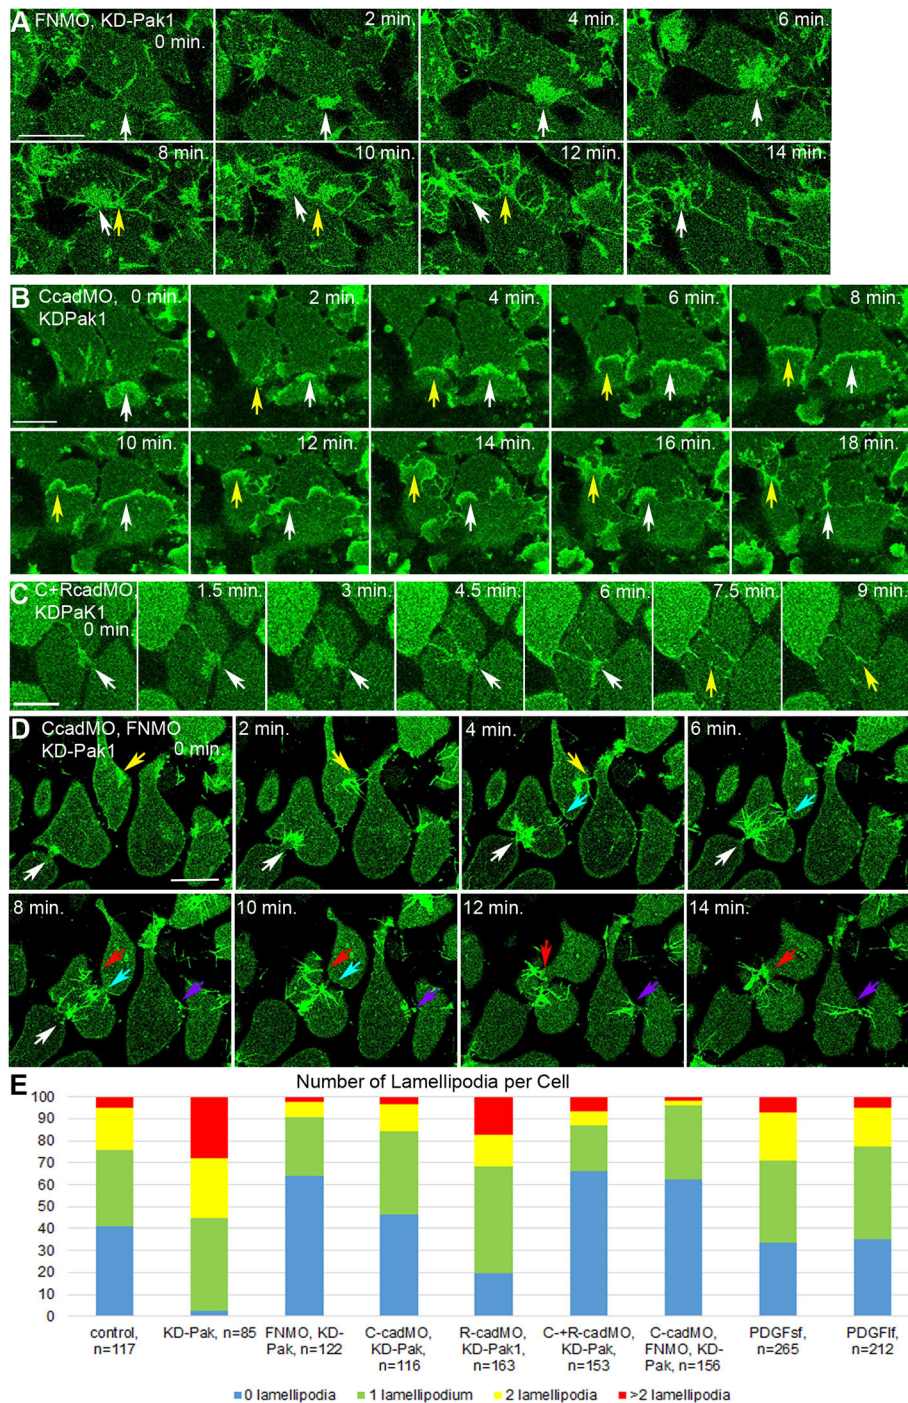 A FNMO, KD-Pak1
0 min.
2 min.
4 min.
6 min.
8 min.
10 min.
12 min.
14 min.
B CcadMO,
KDPak1
0 min.
2 min.
4 min.
6 min.
8 min.
10 min.
12 min.
14 min.
16 min.
18 min.
C C+RcadMO,
KDPaK1
0 min.
1.5 min.
3 min.
4.5 min.
6 min.
7.5 min.
9 min.
D CcadMO, FNMO
KD-Pak1
0 min.
2 min.
4 min.
6 min.
8 min.
10 min.
12 min.
14 min.
E Number of Lamellipodia per Cell
100
90
80
70
60
50
40
30
20
10
0
control,
n=117
KD-Pak, n=85
FNMO, KD-
Pak, n=122
C-cadMO,
KD-Pak,
n=116
R-cadMO,
KD-Pak1,
n=163
C-+R-cadMO,
KD-Pak,
n=153
C-cadMO,
FNMO, KD-
Pak, n=156
PDGFsf,
n=265
PDGFlf,
n=212
0 lamellipodia
1 lamellipodium
2 lamellipodia
>2 lamellipodia